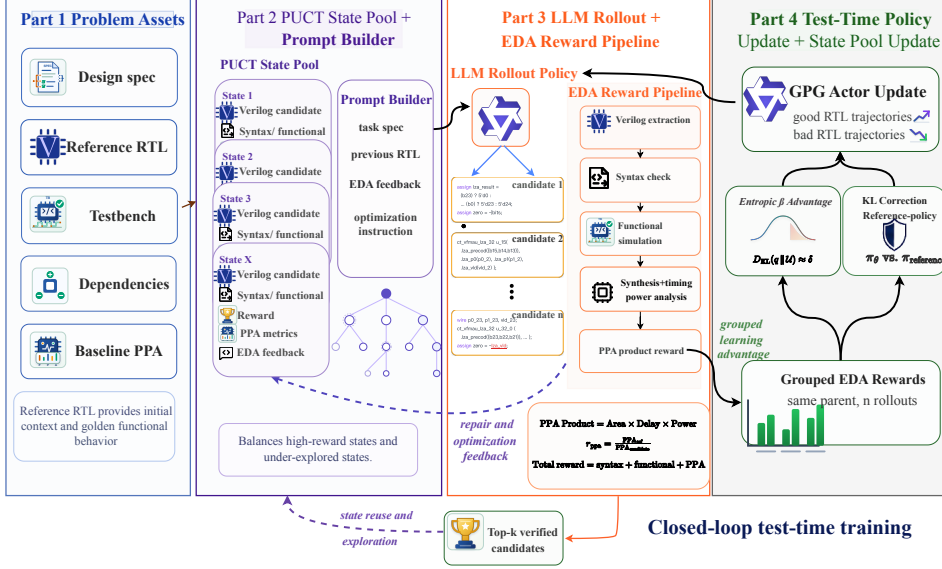 Part 1 Problem Assets
Design spec
Reference RTL
Testbench
Dependencies
Baseline PPA
Reference RTL provides initial
context and golden functional
behavior
Part 2 PUCT State Pool +
Prompt Builder
PUCT State Pool
State 1
Verilog candidate
Syntax/ functional
State 2
Verilog candidate
State 3
Verilog candidate
Syntax/ functional
State X
Verilog candidate
Syntax/ functional
Reward
PPA metrics
EDA feedback
Prompt Builder
task spec
previous RTL
EDA feedback
optimization
instruction
Balances high-reward states and
under-explored states.
Part 3 LLM Rollout +
EDA Reward Pipeline
LLM Rollout Policy
candidate 1
assign lza_result =
candidate 2
candidate n
EDA Reward Pipeline
Verilog extraction
Syntax check
Functional
simulation
Synthesis+timing
power analysis
PPA product reward
repair and
optimization
feedback
PPA Product = Area × Delay × Power
Total reward = syntax + functional + PPA
Part 4 Test-Time Policy
Update + State Pool Update
GPG Actor Update
good RTL trajectories
bad RTL trajectories
Entropic β Advantage
D_KL(q∥U) ≈ δ
KL Correction
Reference-policy
π_θ vs. π_reference
grouped
learning
advantage
Grouped EDA Rewards
same parent, n rollouts
state reuse and
exploration
Top-k verified
candidates
Closed-loop test-time training